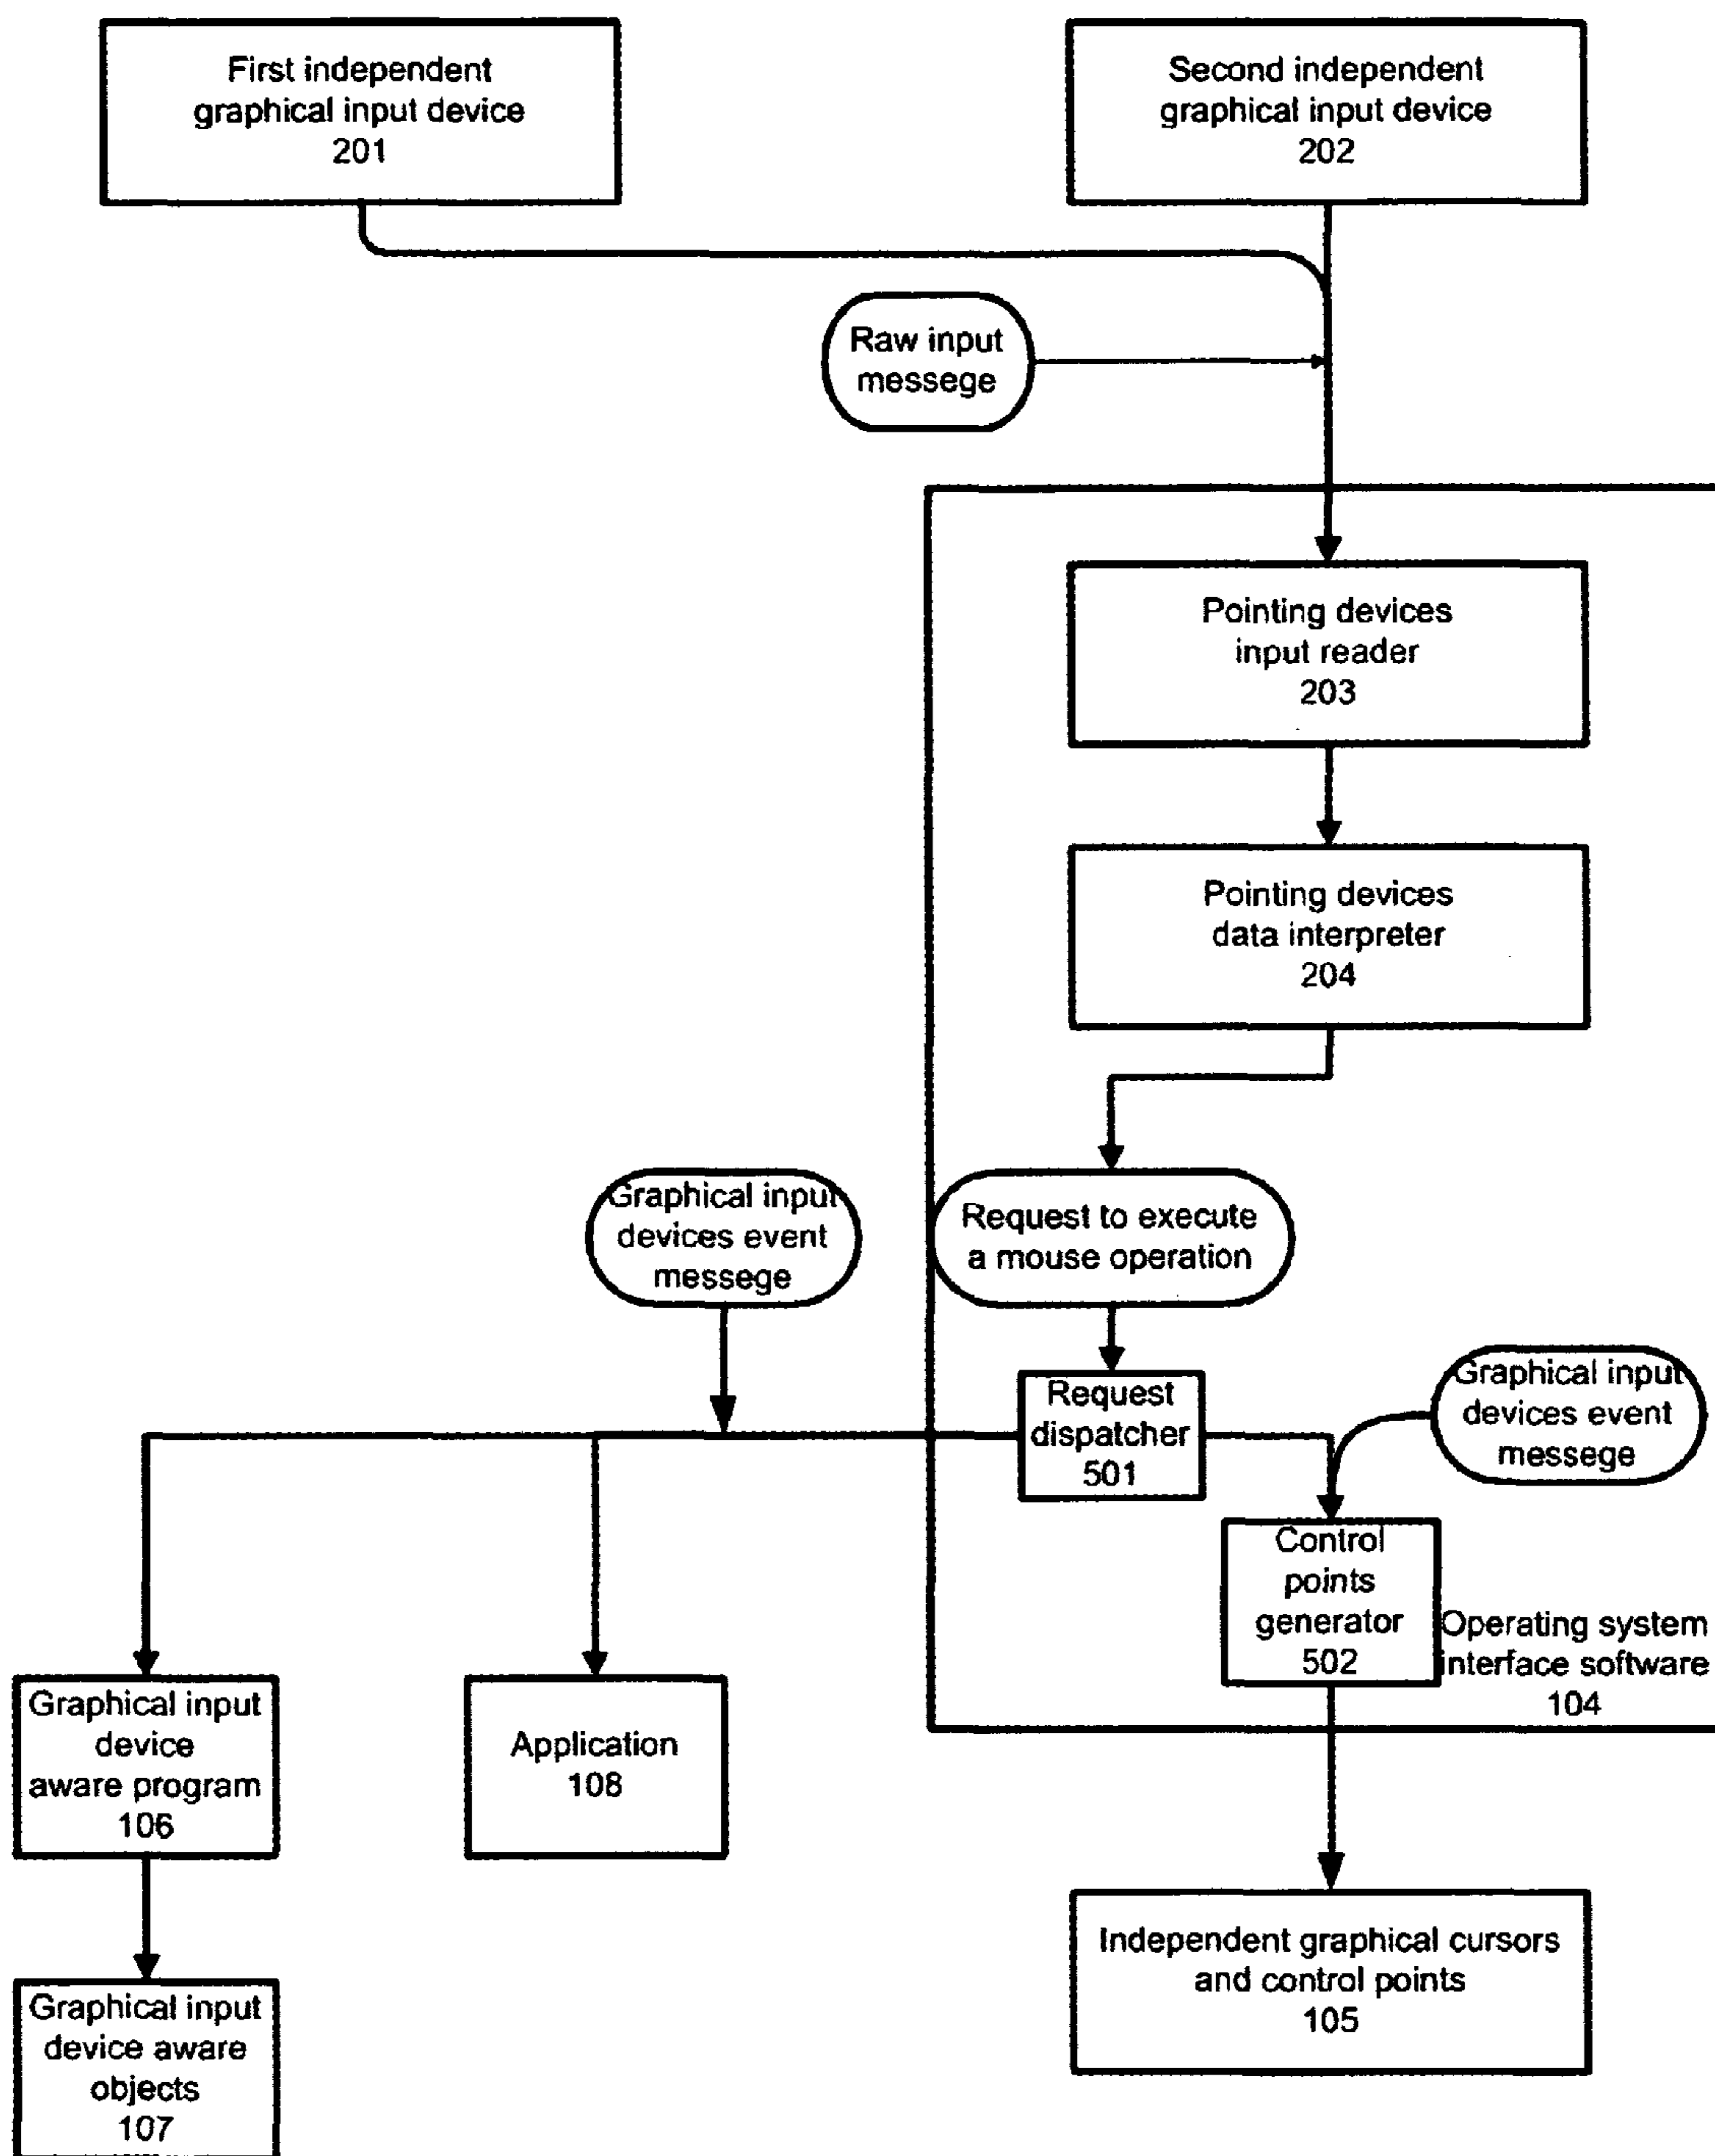 First independent
graphical input device
201
Second independent
graphical input device
202
Raw input
messege
Pointing devices
input reader
203
Pointing devices
data interpreter
204
Graphical input
devices event
messege
Request to execute
a mouse operation
Request
dispatcher
501
Graphical input
devices event
messege
Control
points
generator
502
Operating system
interface software
104
Graphical input
device
aware program
106
Application
108
Independent graphical cursors
and control points
105
Graphical input
device aware
objects
107